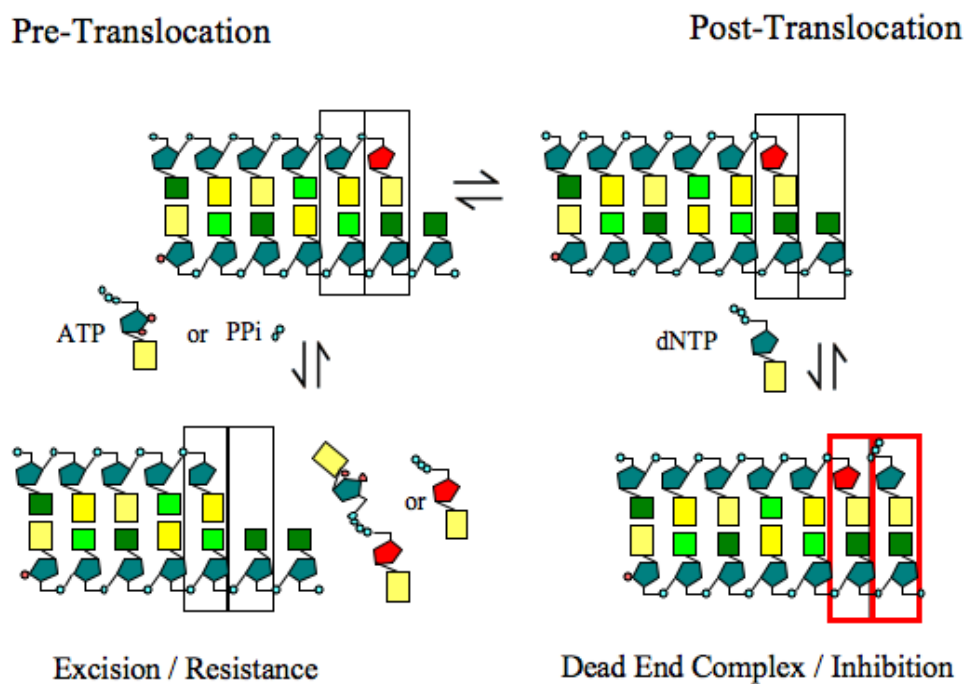 Pre-Translocation
Post-Translocation
ATP or PPi
dNTP
or
Excision / Resistance
Dead End Complex / Inhibition